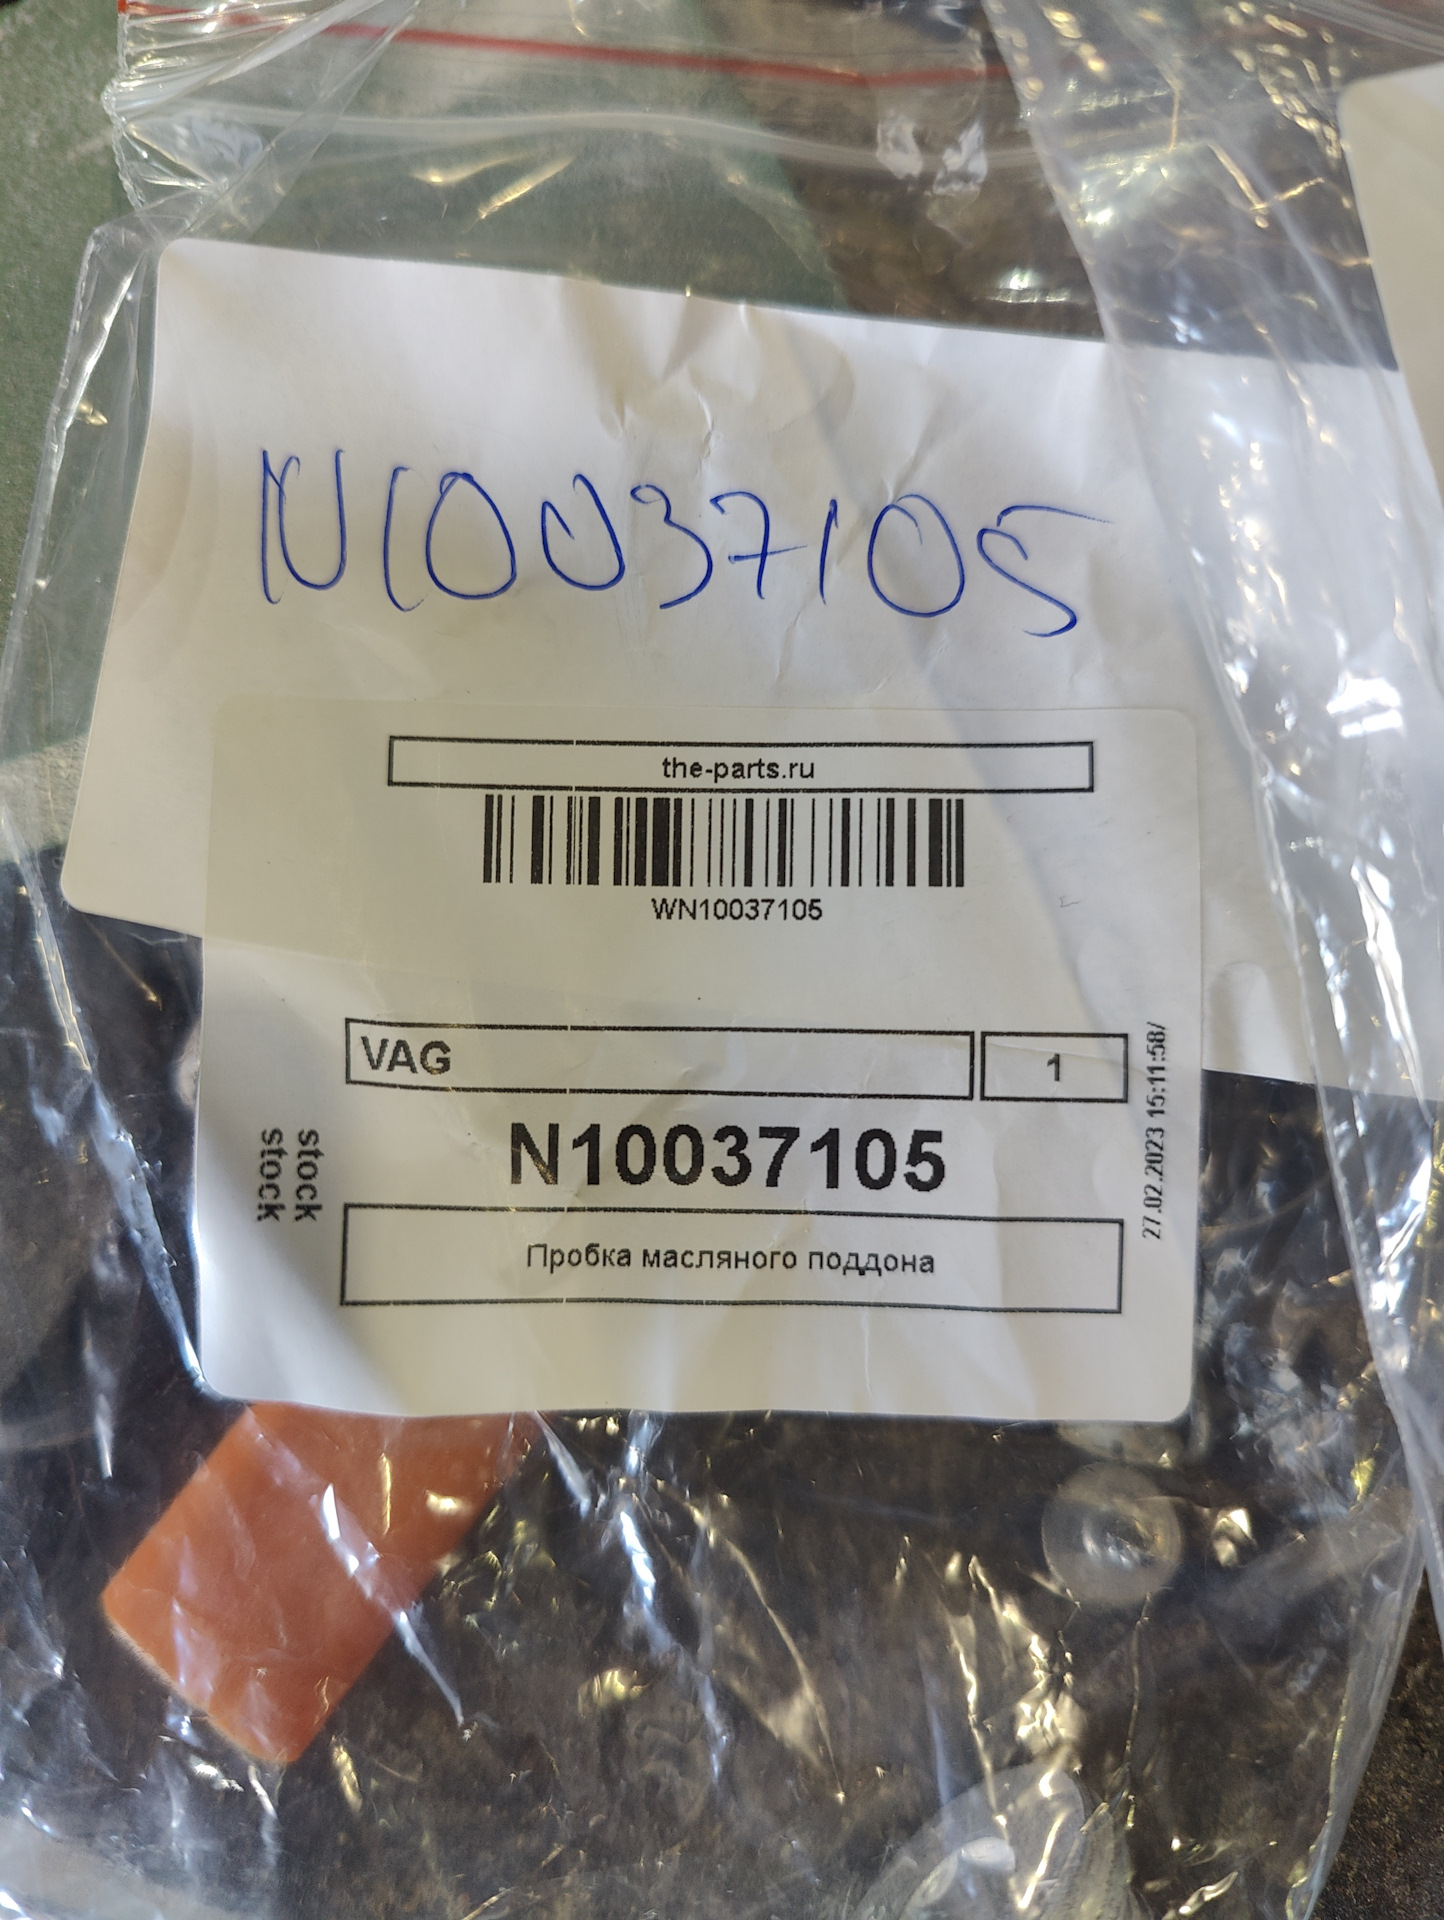 N10037105
the-parts.ru
WN10037105
VAG
1
N10037105
Пробка масляного поддона
stock
stock
27.02.2023 15:11:58/